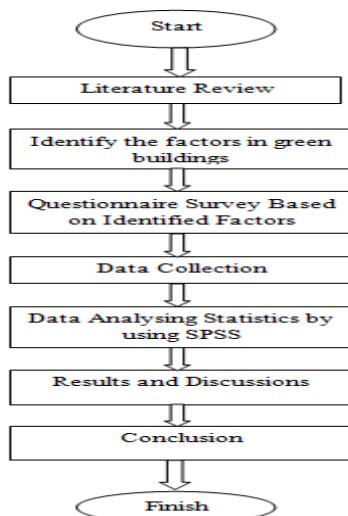 Start
Literature Review
Identify the factors in green
buildings
Questionnaire Survey Based
on Identified Factors
Data Collection
Data Analysing Statistics by
using SPSS
Results and Discussions
Conclusion
Finish